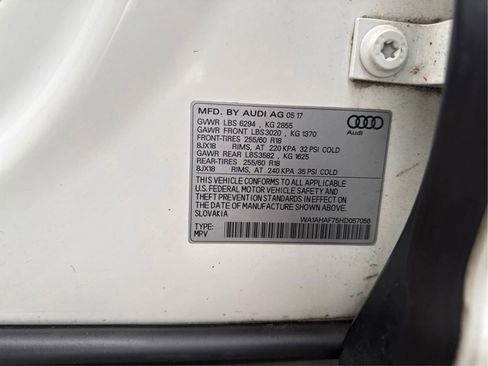 MFD. BY AUDI AG 05 17
GVWR LBS 6294 , KG 2855
GAWR FRONT LBS3020 , KG 1370
FRONT-TIRES 255/60 R18
8JX18 RIMS, AT 220 KPA 32 PSI COLD
GAWR REAR LBS3582 , KG 1625
REAR-TIRES 255/60 R18
8JX18 RIMS, AT 240 KPA 35 PSI COLD
THIS VEHICLE CONFORMS TO ALL APPLICABLE
U.S. FEDERAL MOTOR VEHICLE SAFETY AND
THEFT PREVENTION STANDARDS IN EFFECT ON
THE DATE OF MANUFACTURE SHOWN ABOVE.
SLOVAKIA
WA1AHAF75HD057056
TYPE:
MPV
Audi